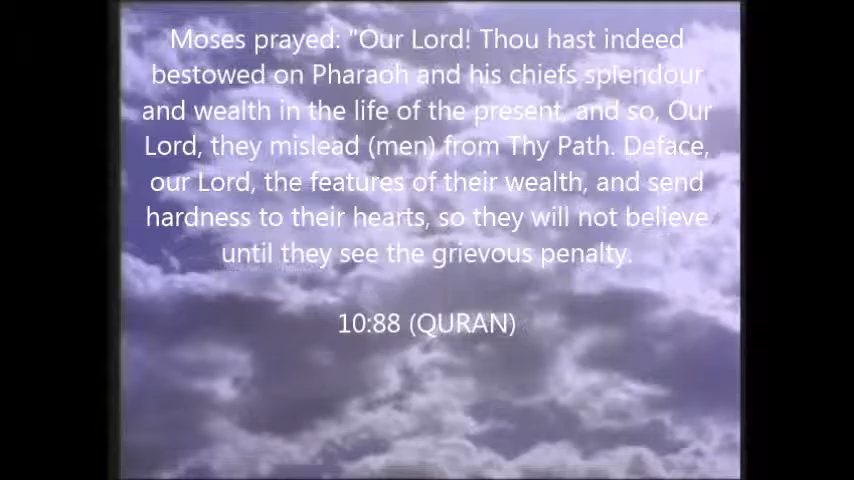 Moses prayed: "Our Lord! Thou hast indeed
bestowed on Pharaoh and his chiefs splendour
and wealth in the life of the present, and so, Our
Lord, they mislead (men) from Thy Path. Deface,
our Lord, the features of their wealth, and send
hardness to their hearts, so they will not believe
until they see the grievous penalty.
10:88 (QURAN)